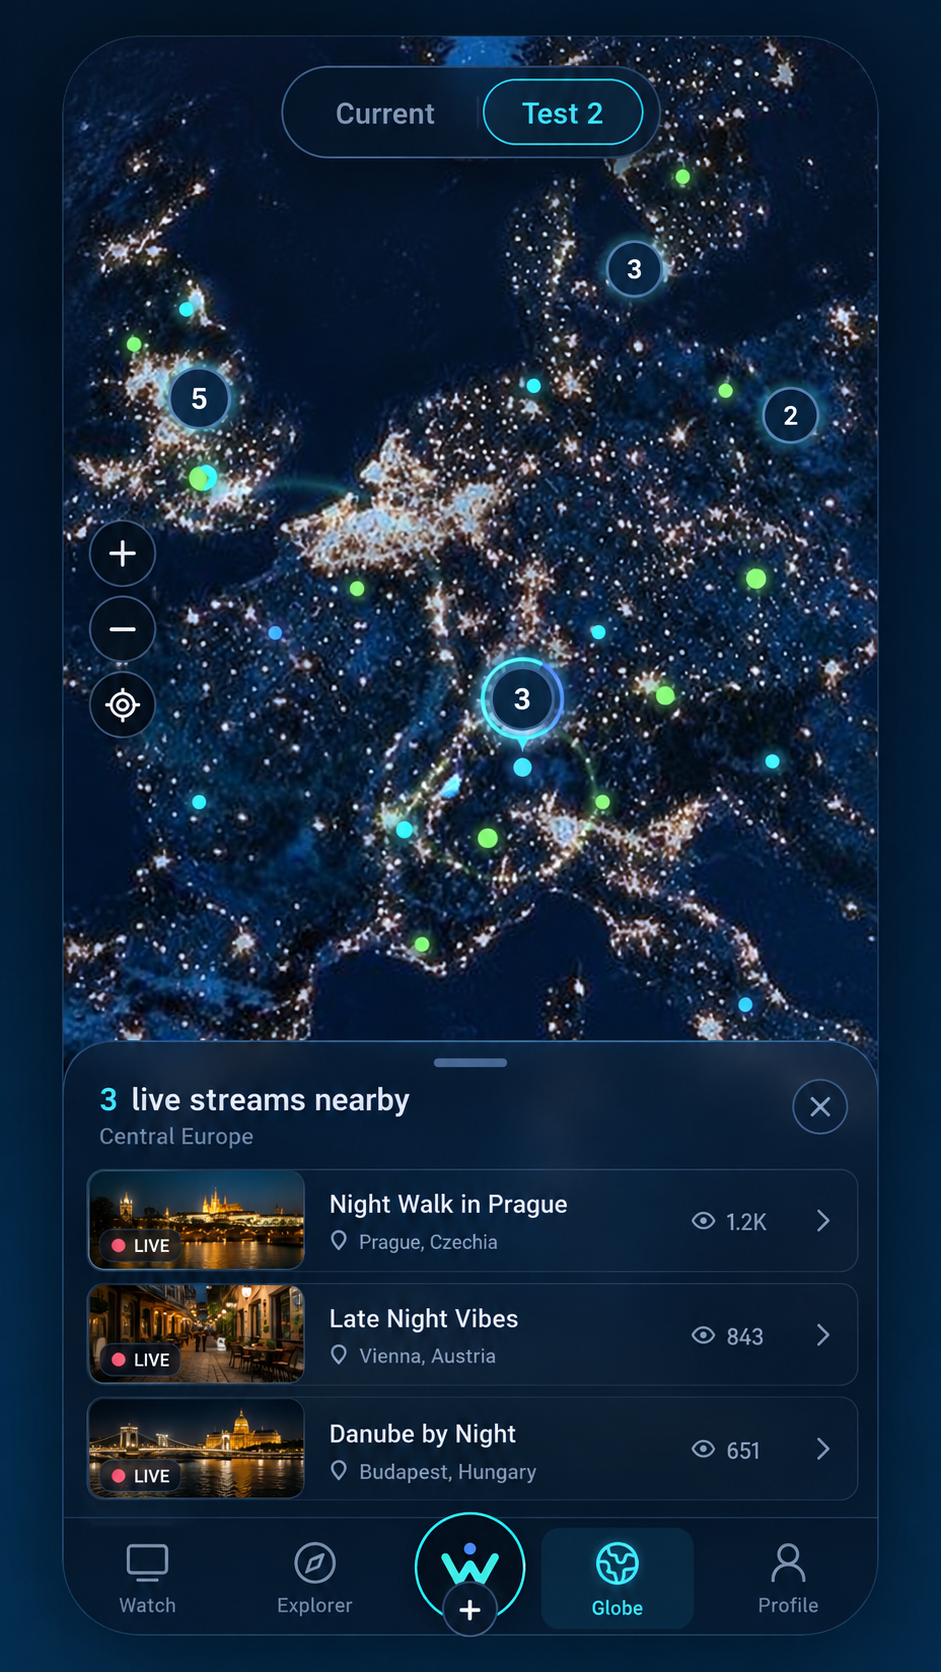 Current
Test 2
3
5
2
3
3 live streams nearby
Central Europe
LIVE
Night Walk in Prague
Prague, Czechia
1.2K
LIVE
Late Night Vibes
Vienna, Austria
843
LIVE
Danube by Night
Budapest, Hungary
651
Watch
Explorer
W
Globe
Profile